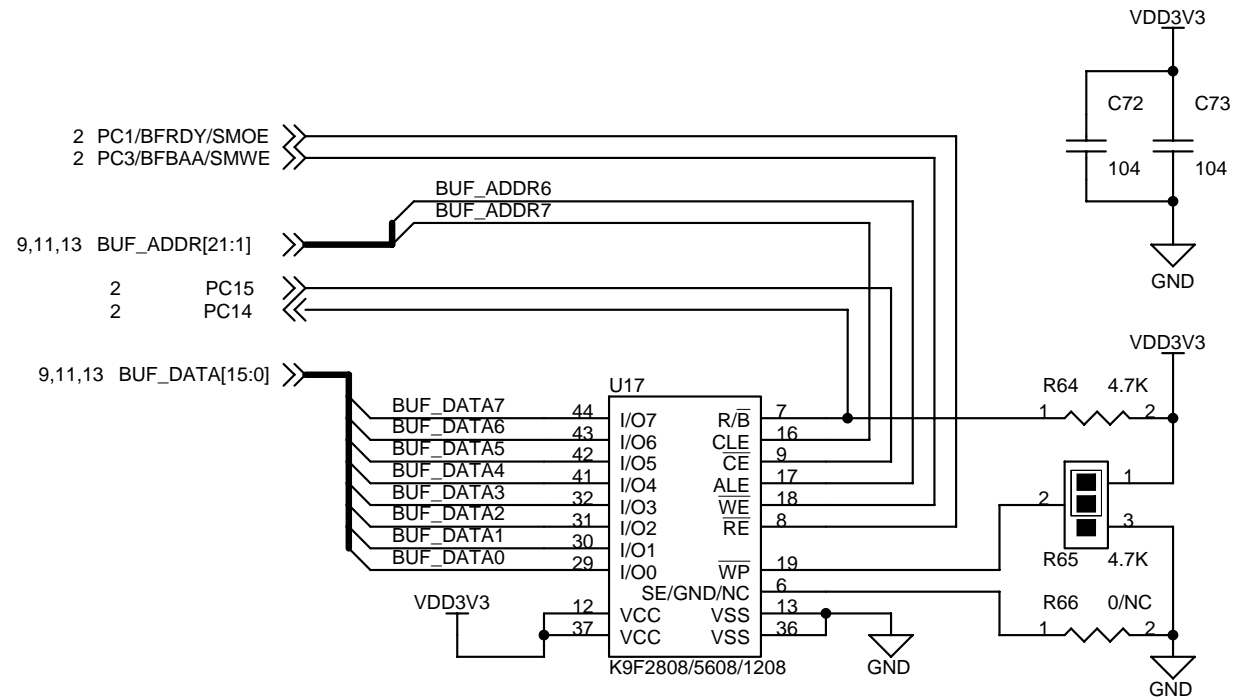 VDD3V3
C72 C73
2 PC1/BFRDY/SMOE
2 PC3/BFBAA/SMWE
104 104
BUF_ADDR6
BUF_ADDR7
9,11,13 BUF_ADDR[21:1]
GND
2 PC15
2 PC14
VDD3V3
9,11,13 BUF_DATA[15:0]
U17
R64 4.7K
BUF_DATA7 44 I/O7 R/B 7 1 2
BUF_DATA6 43 I/O6 CLE 16
BUF_DATA5 42 I/O5 CE 9
BUF_DATA4 41 I/O4 ALE 17 1
BUF_DATA3 32 I/O3 WE 18 2
BUF_DATA2 31 I/O2 RE 8 3
BUF_DATA1 30 I/O1
BUF_DATA0 29 I/O0 WP 19 R65 4.7K
SE/GND/NC 6
VDD3V3 12 VCC VSS 13 R66 0/NC
37 VCC VSS 36 1 2
K9F2808/5608/1208 GND
GND